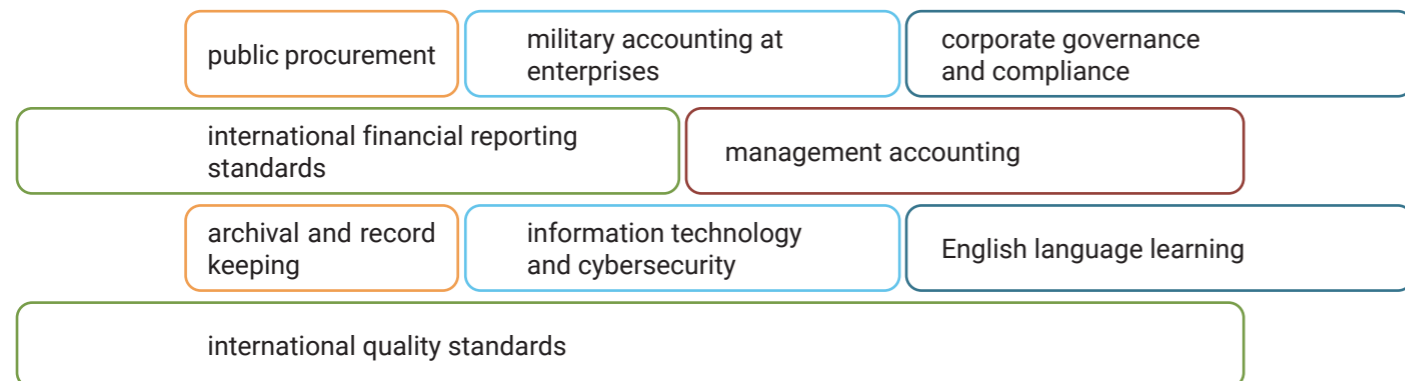 public procurement
military accounting at
enterprises
corporate governance
and compliance
international financial reporting
standards
management accounting
archival and record
keeping
information technology
and cybersecurity
English language learning
international quality standards